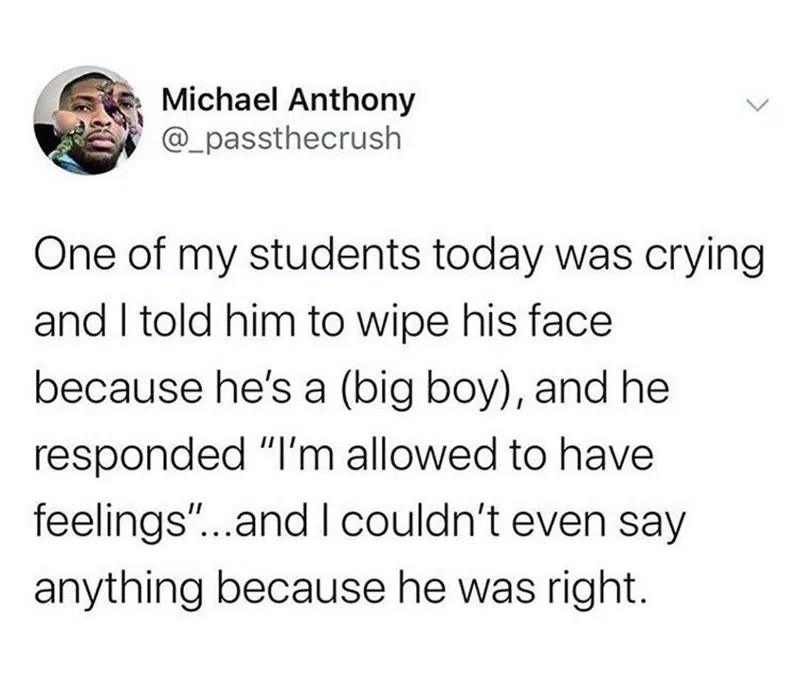 Michael Anthony
@_passthecrush
One of my students today was crying
and I told him to wipe his face
because he's a (big boy), and he
responded "I'm allowed to have
feelings"...and I couldn't even say
anything because he was right.